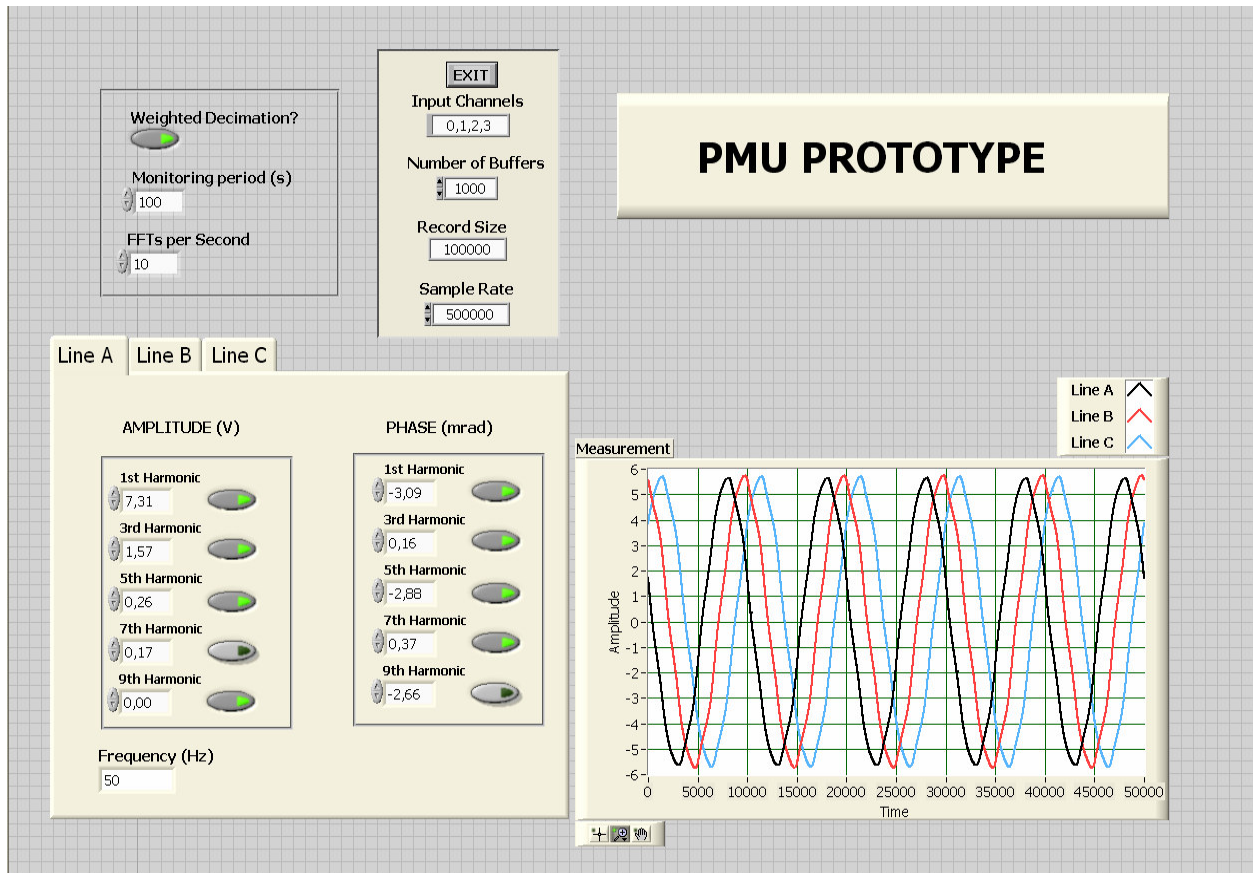 EXIT
Input Channels
0,1,2,3
Number of Buffers
1000
Record Size
100000
Sample Rate
500000
Weighted Decimation?
Monitoring period (s)
100
FFTs per Second
10
PMU PROTOTYPE
Line A Line B Line C
AMPLITUDE (V)
1st Harmonic
7,31
3rd Harmonic
1,57
5th Harmonic
0,26
7th Harmonic
0,17
9th Harmonic
0,00
PHASE (mrad)
1st Harmonic
-3,09
3rd Harmonic
0,16
5th Harmonic
-2,88
7th Harmonic
0,37
9th Harmonic
-2,66
Frequency (Hz)
50
Line A
Line B
Line C
Measurement
Amplitude
6
5
4
3
2
1
0
-1
-2
-3
-4
-5
-6
0 5000 10000 15000 20000 25000 30000 35000 40000 45000 50000
Time